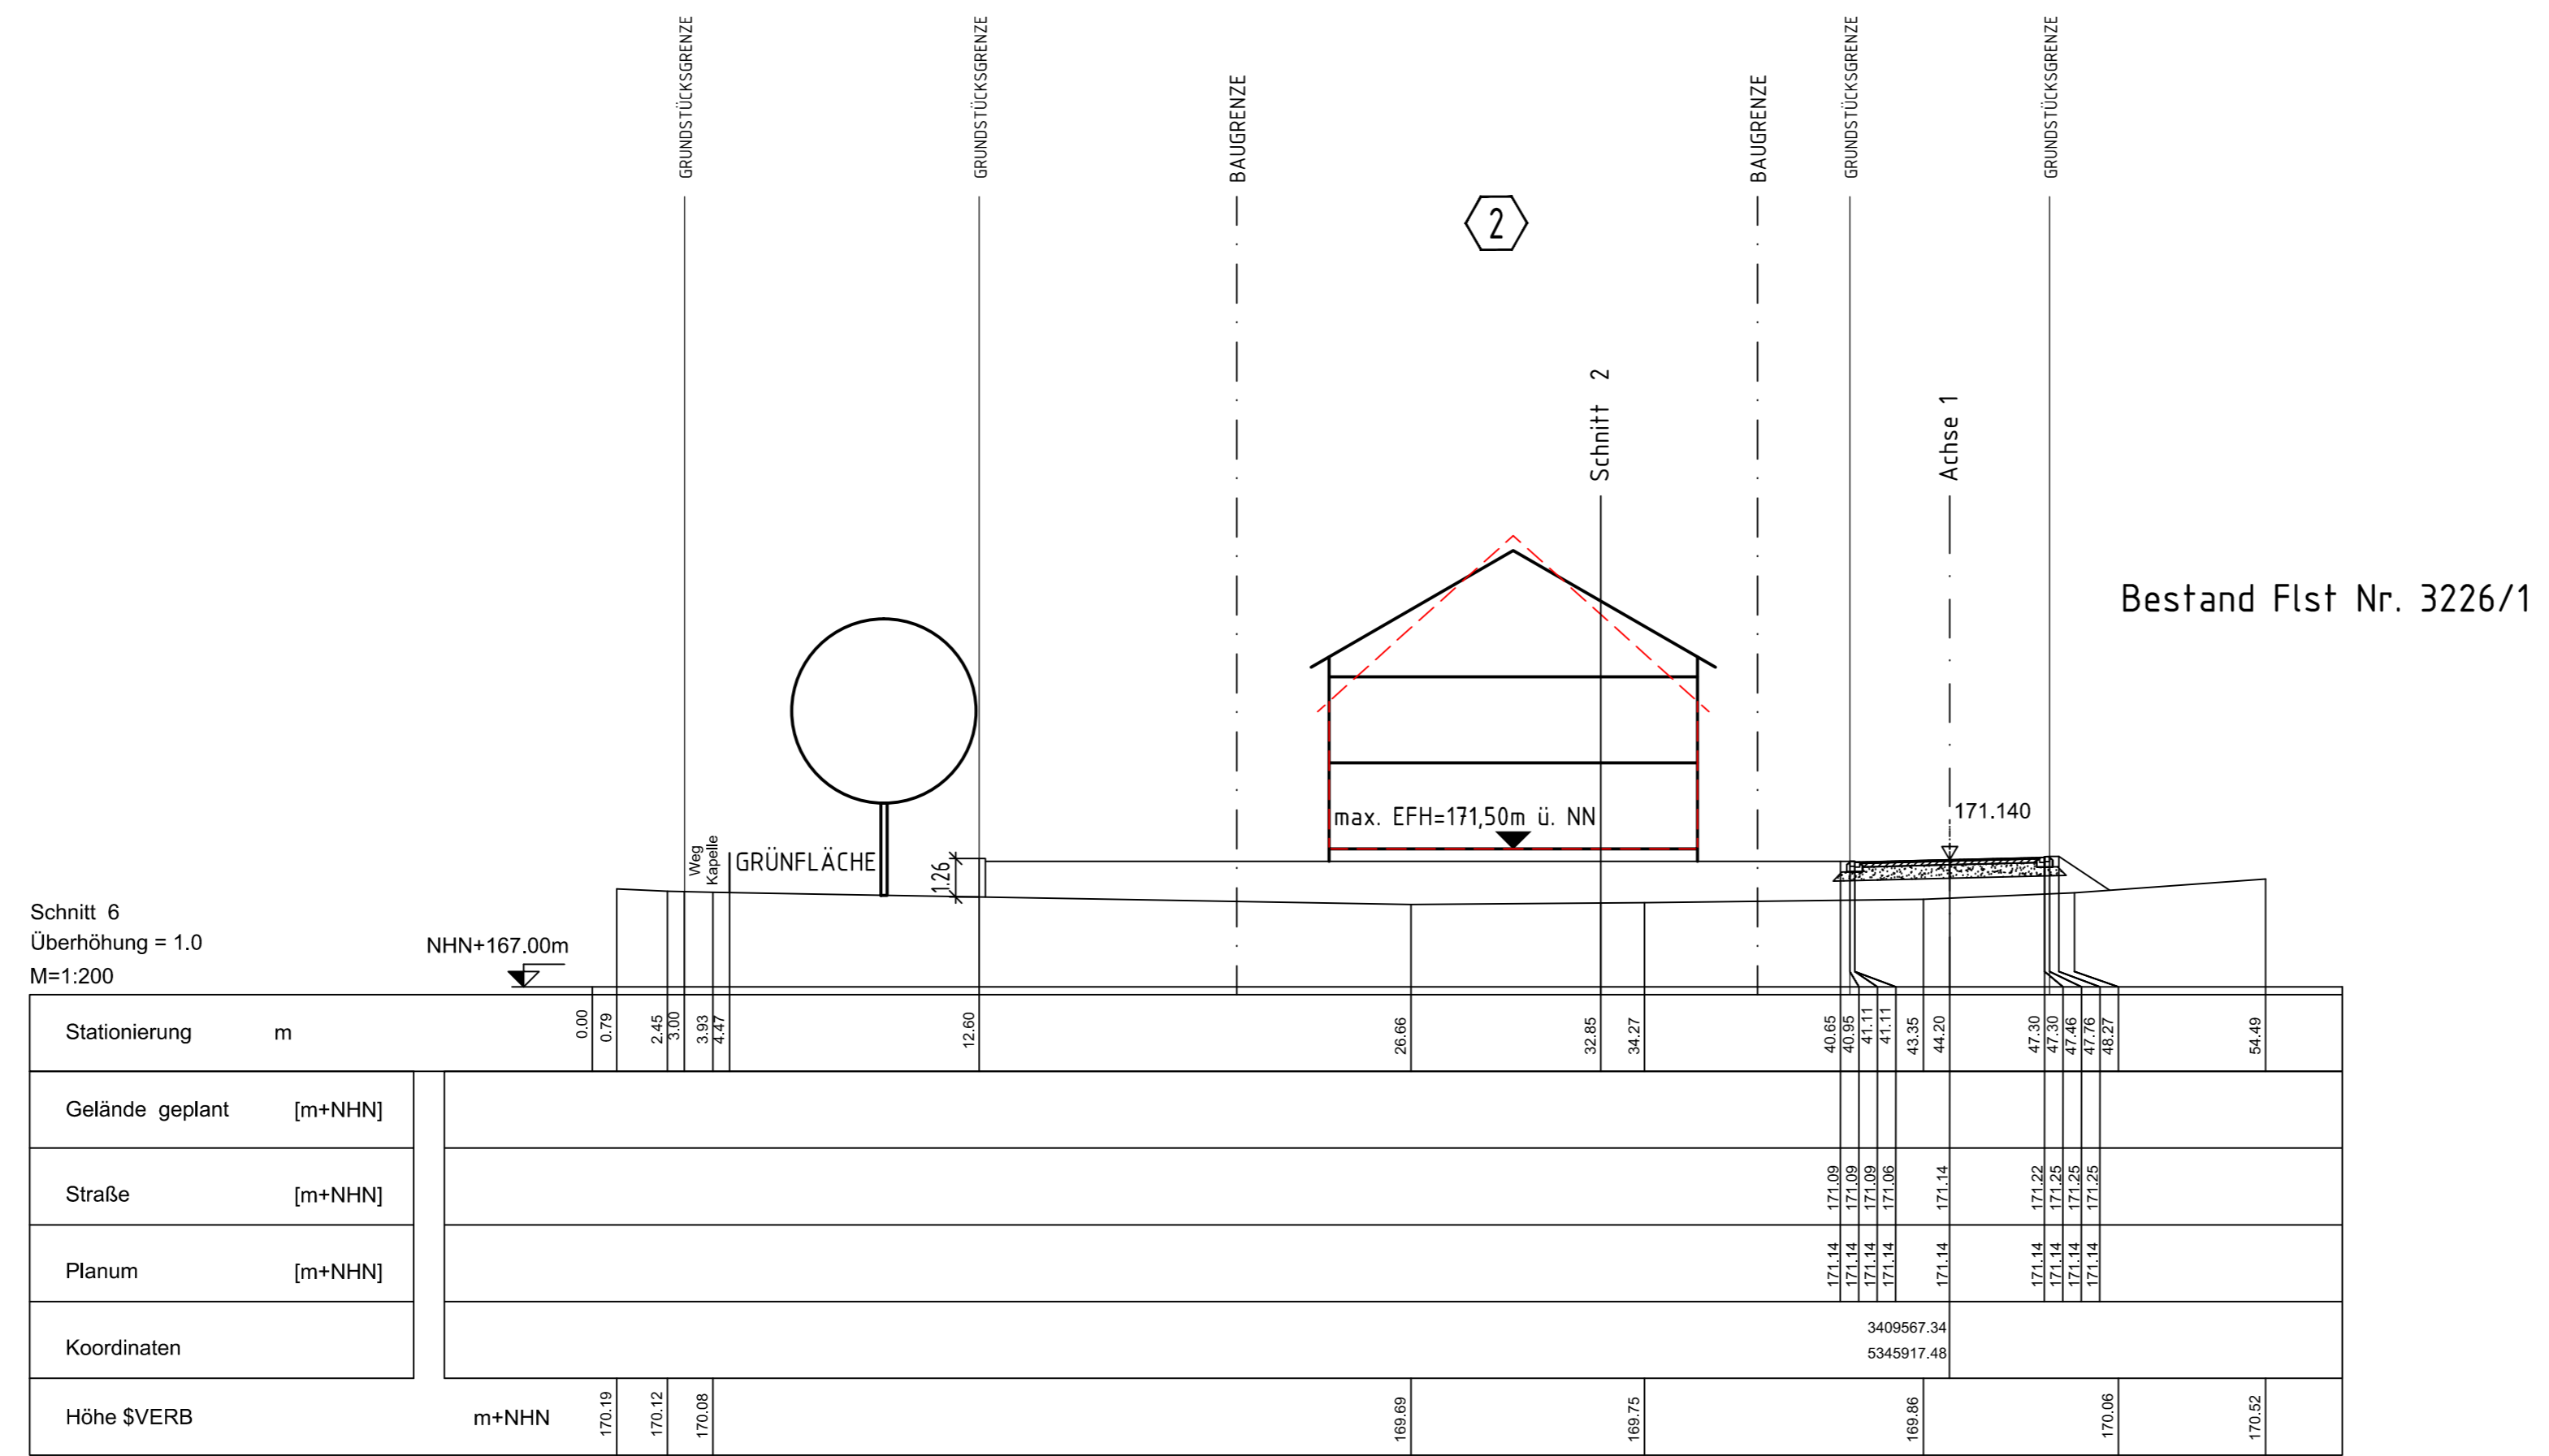 GRUNDSTÜCKSGRENZE
GRUNDSTÜCKSGRENZE
BAUGRENZE
BAUGRENZE
GRUNDSTÜCKSGRENZE
GRUNDSTÜCKSGRENZE
2
Schnitt 2
Achse 1
Bestand Flst Nr. 3226/1
max. EFH=171,50m ü. NN
171.140
Weg
Kapelle
GRÜNFLÄCHE
1.26
Schnitt 6
Überhöhung = 1.0
M=1:200
NHN+167.00m
Stationierung m
0.00
0.79
2.45
3.00
3.93
4.47
12.60
26.66
32.85
34.27
40.65
40.95
41.11
41.11
43.35
44.20
47.30
47.30
47.46
47.76
48.27
54.49
Gelände geplant [m+NHN]
Straße [m+NHN]
171.09
171.09
171.09
171.06
171.14
171.22
171.25
171.25
171.25
Planum [m+NHN]
171.14
171.14
171.14
171.14
171.14
171.14
171.14
171.14
171.14
Koordinaten
3409567.34
5345917.48
Höhe $VERB m+NHN
170.19
170.12
170.08
169.69
169.75
169.86
170.06
170.52